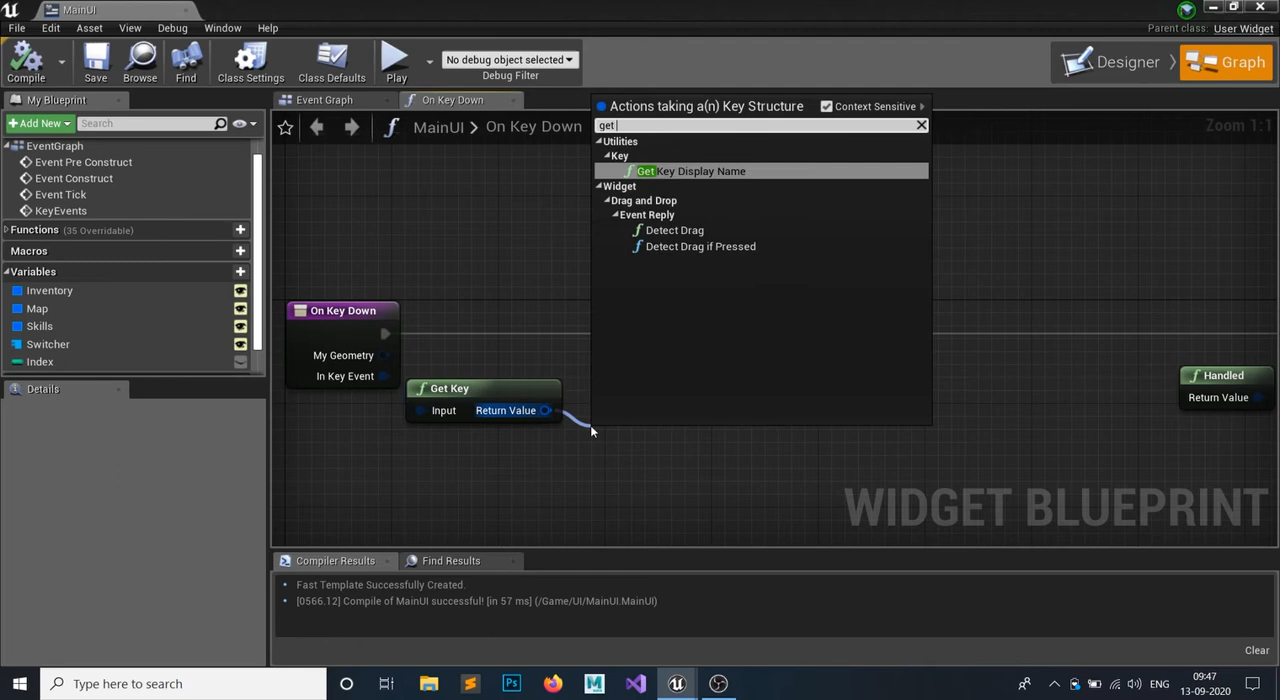 MainUI
File Edit Asset View Debug Window Help
Parent class: User Widget
Compile Save Browse Find Class Settings Class Defaults Play
No debug object selected
Debug Filter
Designer Graph
My Blueprint
Event Graph
On Key Down
Add New
Search
MainUI > On Key Down
Zoom 1:1
EventGraph
Event Pre Construct
Event Construct
Event Tick
KeyEvents
Functions (35 Overridable)
Macros
Variables
Inventory
Map
Skills
Switcher
Index
Details
Actions taking a(n) Key Structure
Context Sensitive
get
Utilities
Key
Get Key Display Name
Widget
Drag and Drop
Event Reply
Detect Drag
Detect Drag if Pressed
On Key Down
My Geometry
In Key Event
Get Key
Input Return Value
Handled
Return Value
WIDGET BLUEPRINT
Compiler Results
Find Results
Fast Template Successfully Created.
[0566.12] Compile of MainUI successful! [in 57 ms] (/Game/UI/MainUI.MainUI)
Clear
Type here to search
Ps
ENG
09:47
13-09-2020